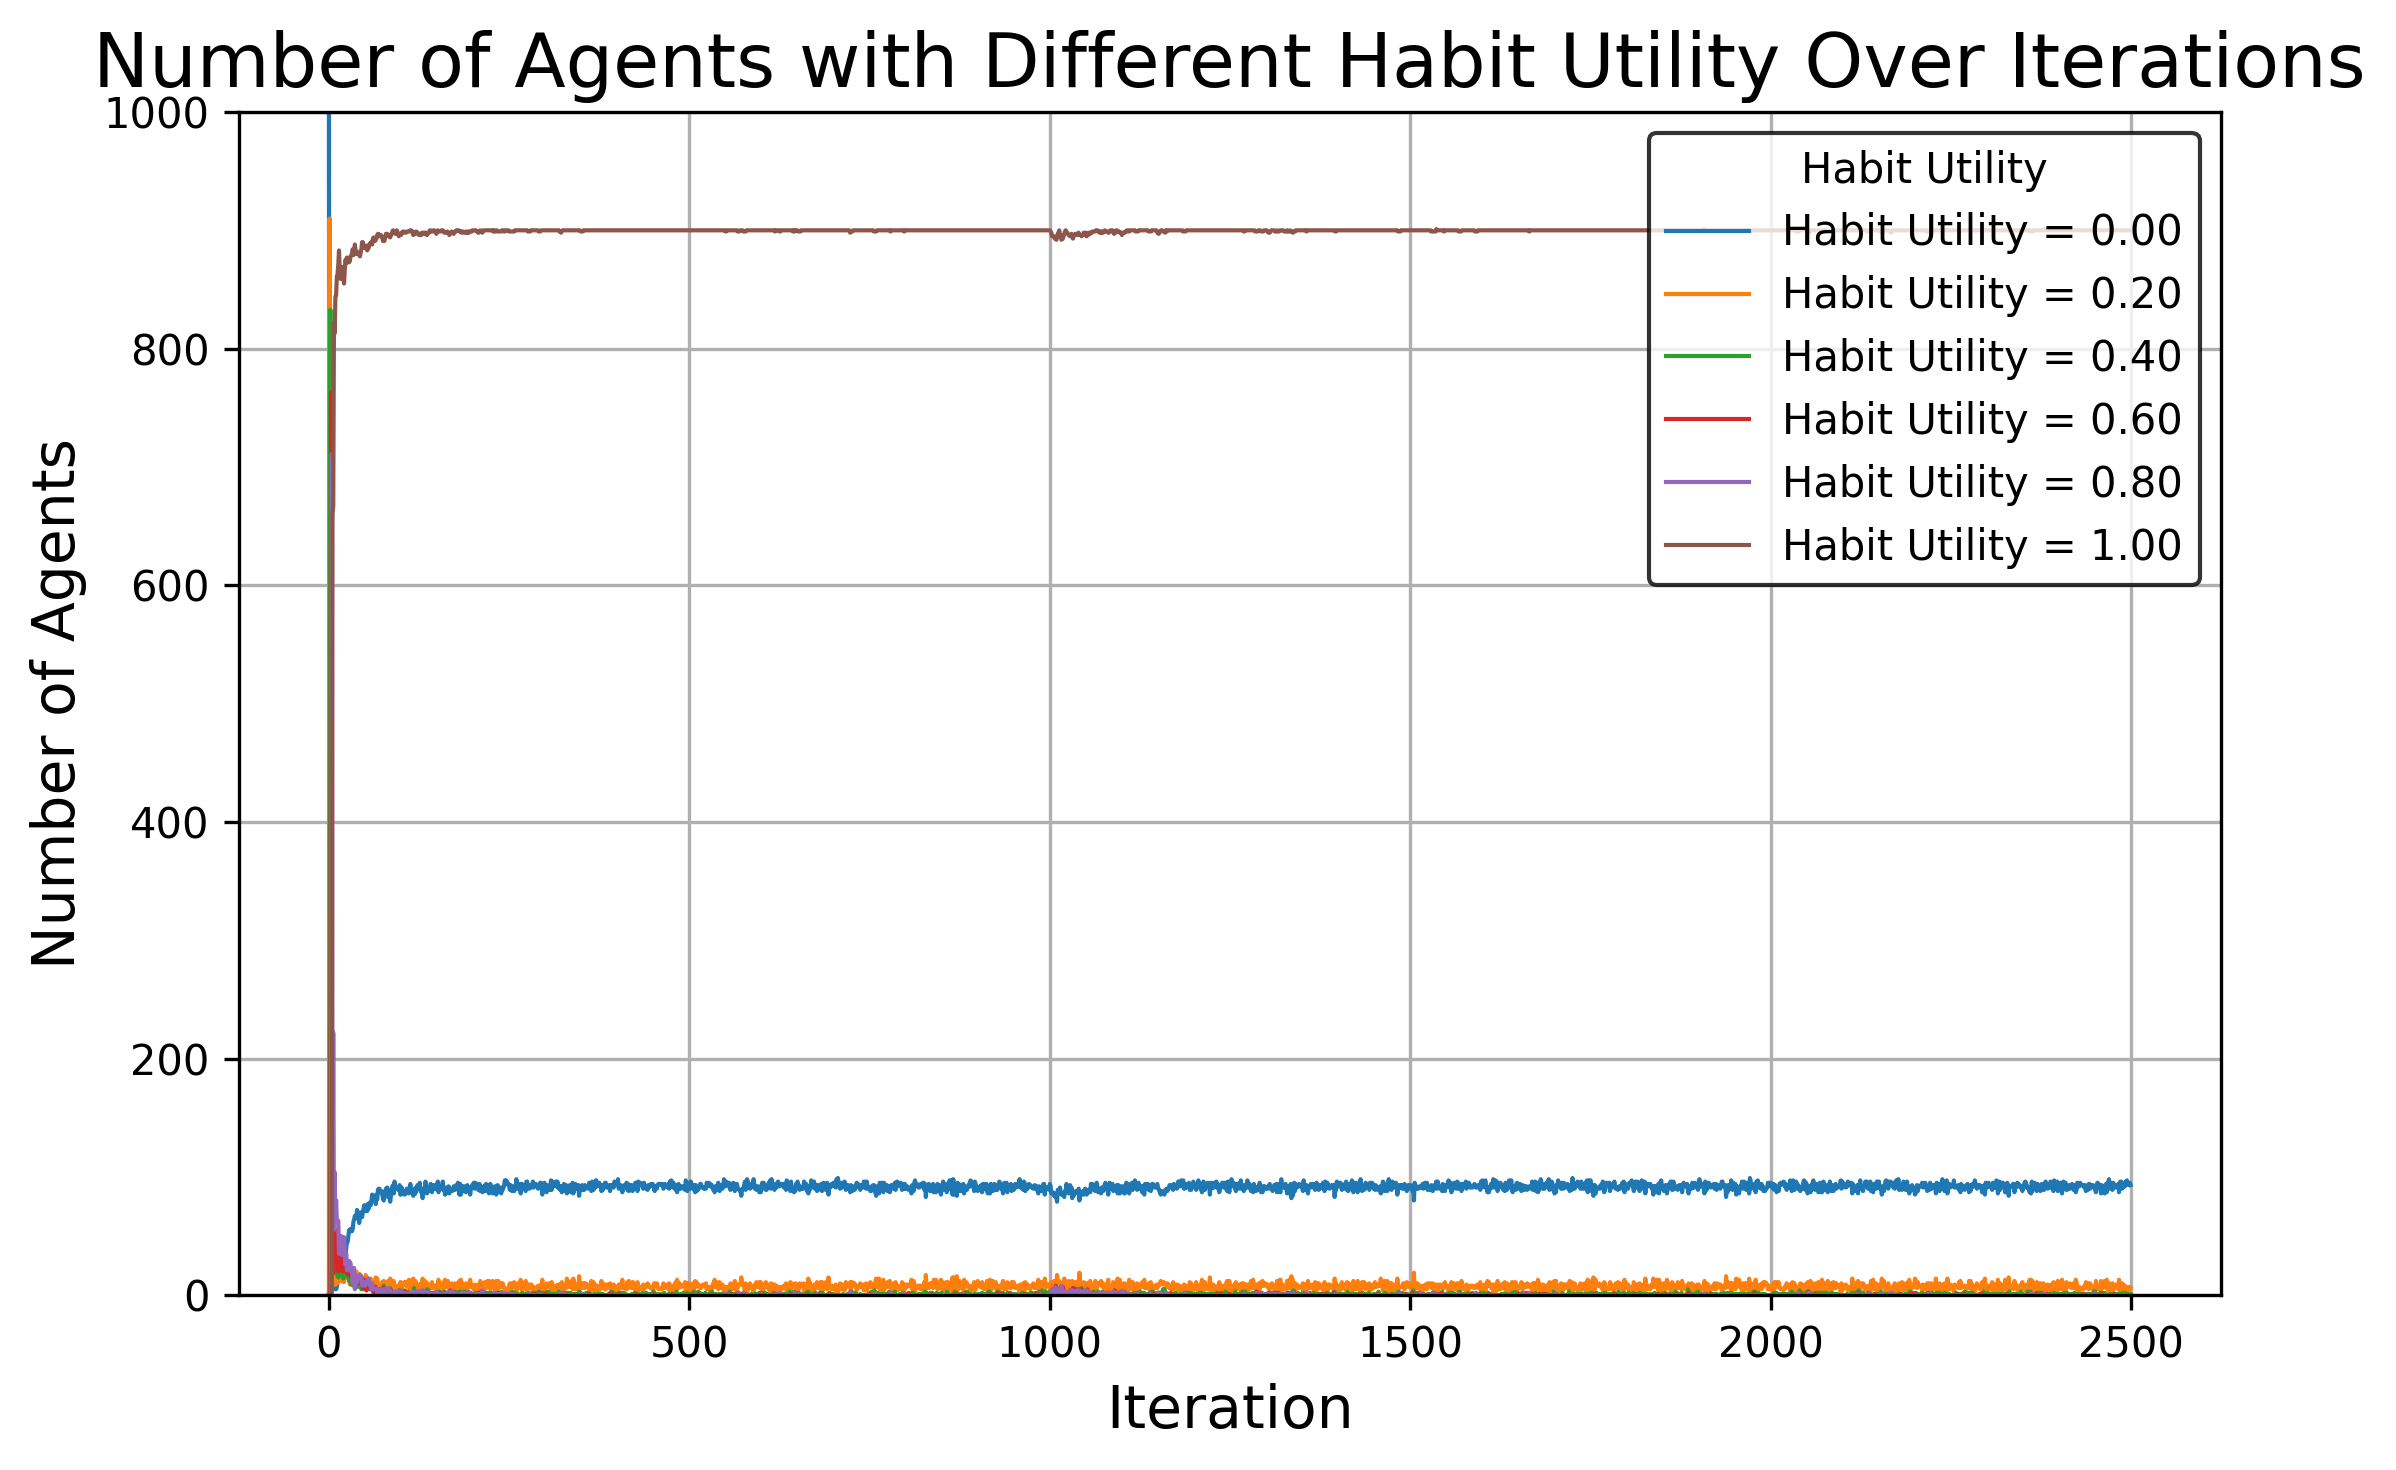 Number of Agents with Different Habit Utility Over Iterations
1000
800
600
400
200
0
Number of Agents
Habit Utility
Habit Utility = 0.00
Habit Utility = 0.20
Habit Utility = 0.40
Habit Utility = 0.60
Habit Utility = 0.80
Habit Utility = 1.00
0 500 1000 1500 2000 2500
Iteration